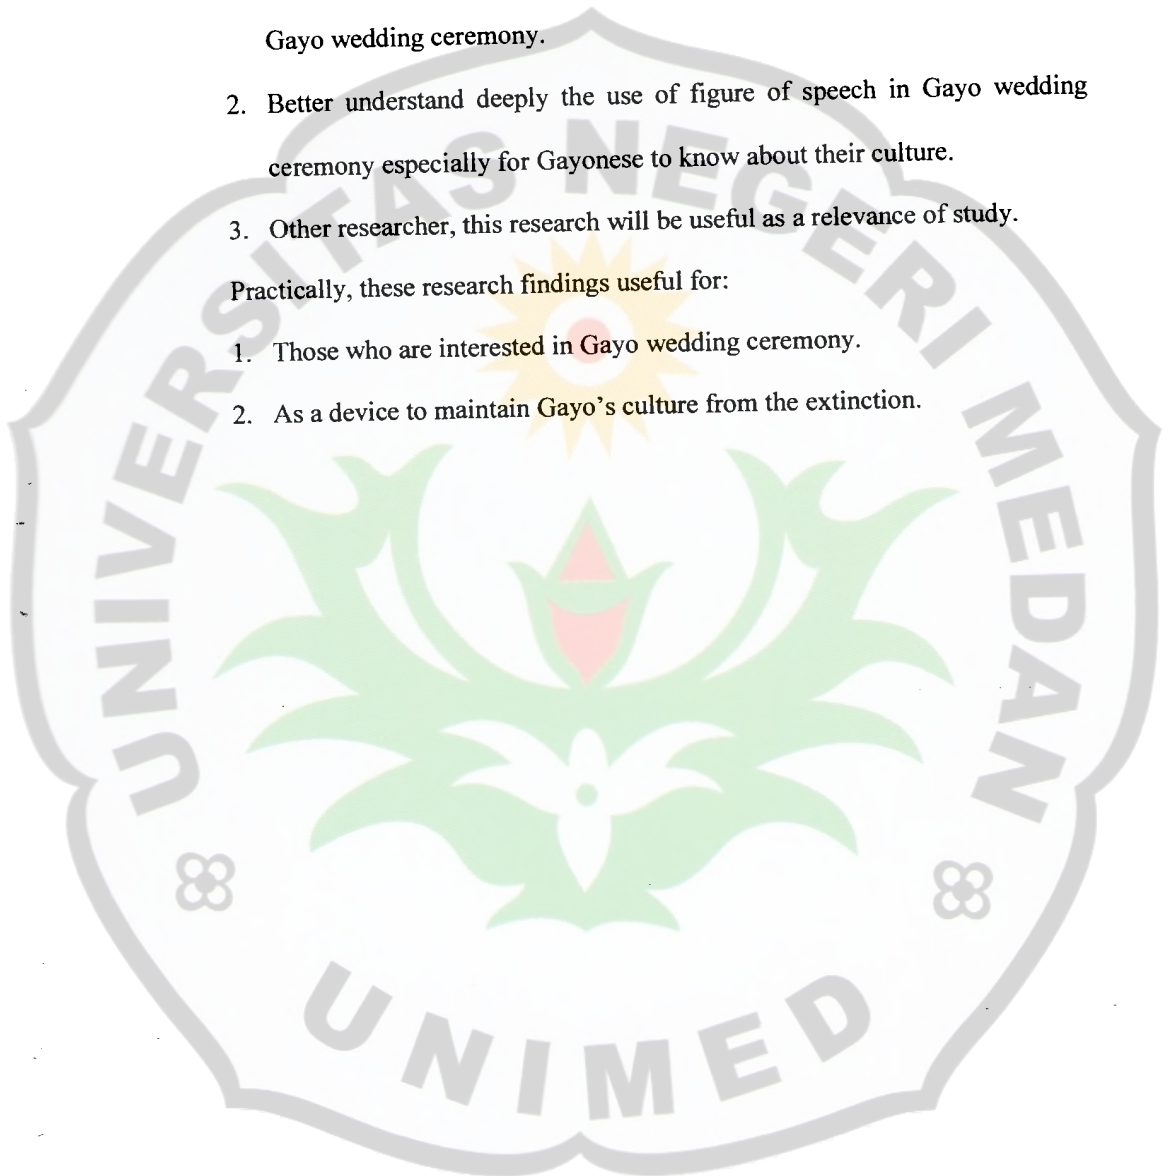 Gayo wedding ceremony.
2. Better understand deeply the use of figure of speech in Gayo wedding
ceremony especially for Gayonese to know about their culture.
3. Other researcher, this research will be useful as a relevance of study.
Practically, these research findings useful for:
1. Those who are interested in Gayo wedding ceremony.
2. As a device to maintain Gayo's culture from the extinction.
UNIVERSITAS NEGERI MEDAN
UNIMED